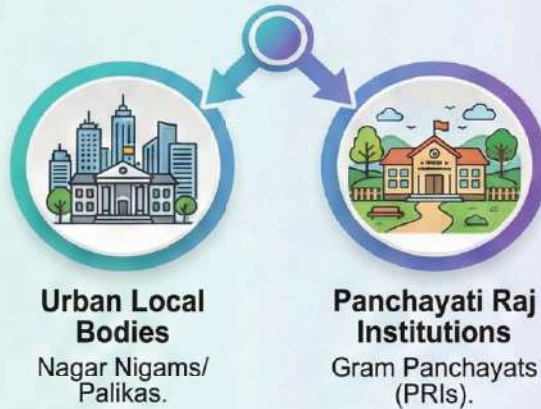 Urban Local
Bodies
Nagar Nigams/
Palikas.
Panchayati Raj
Institutions
Gram Panchayats
(PRIs).